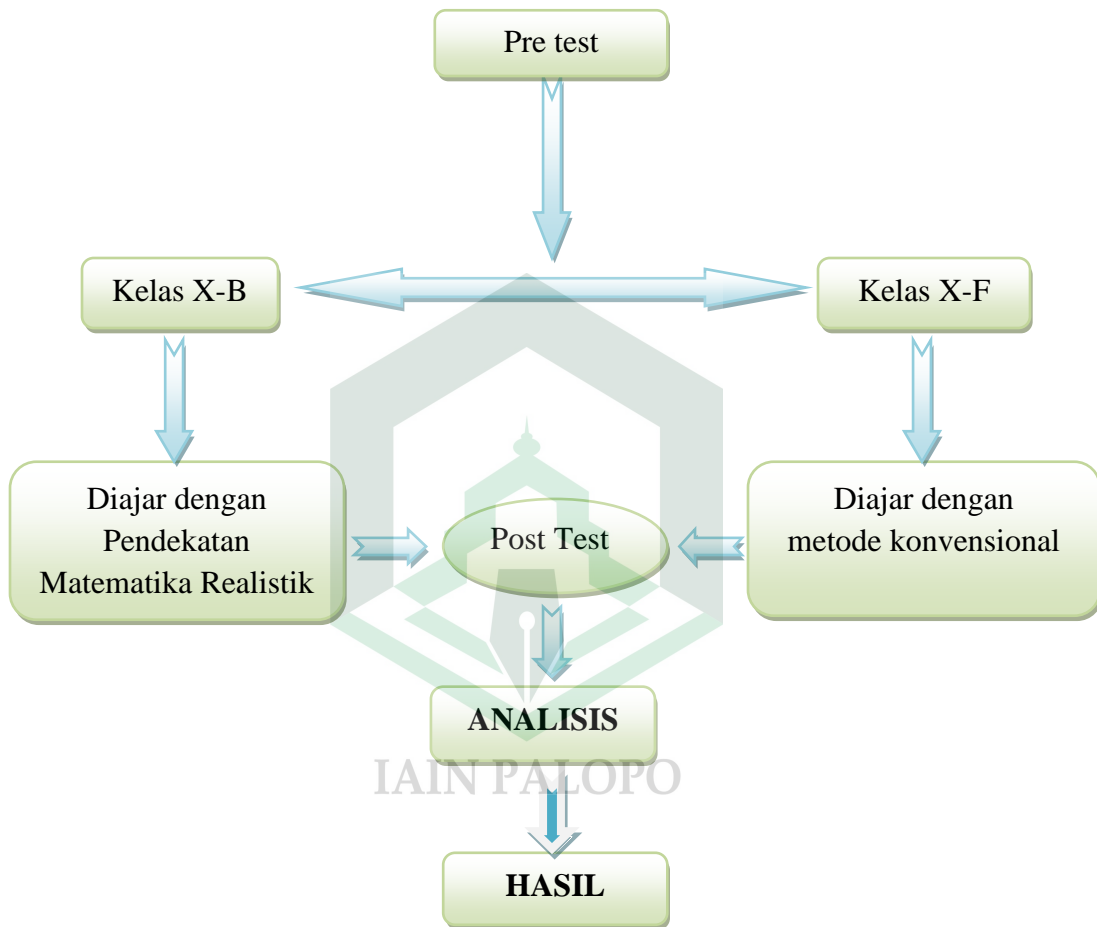 Pre test
Kelas X-B
Kelas X-F
Diajar dengan
Pendekatan
Matematika Realistik
Post Test
Diajar dengan
metode konvensional
ANALISIS
IAIN PALOPO
HASIL